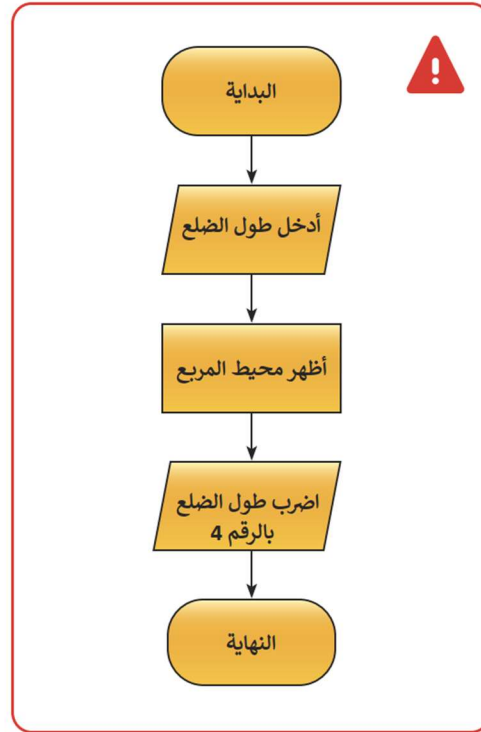 البداية
أدخل طول الضلع
أظهر محيط المربع
اضرب طول الضلع
بالرقم 4
النهاية